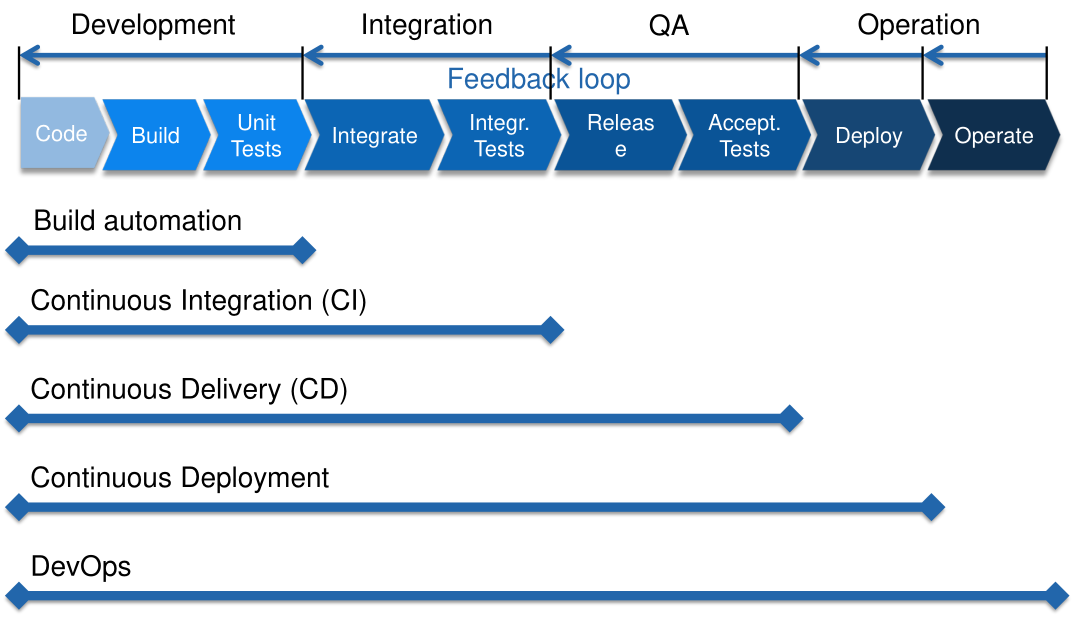 Development
Integration
QA
Operation
Feedback loop
Code
Build
Unit
Tests
Integrate
Integr.
Tests
Releas
e
Accept.
Tests
Deploy
Operate
Build automation
Continuous Integration (CI)
Continuous Delivery (CD)
Continuous Deployment
DevOps